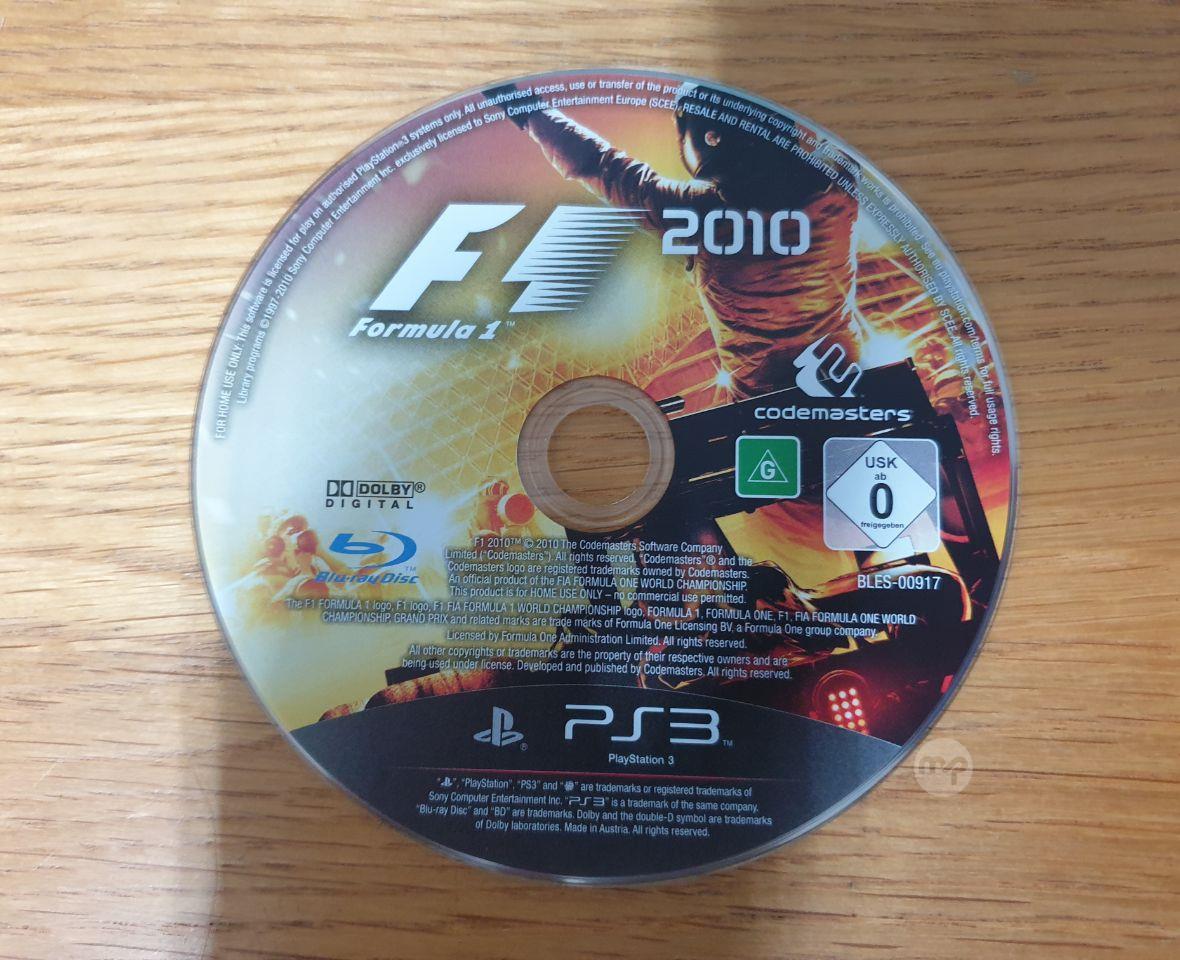 FOR HOME USE ONLY: This software is licensed for play on authorised PlayStation®3 systems only. All unauthorised access, use or transfer of the product or its underlying copyright and trademark works is prohibited. See eu.playstation.com/terms for full usage rights.
Library programs ©1997-2010 Sony Computer Entertainment Inc. exclusively licensed to Sony Computer Entertainment Europe (SCEE). RESALE AND RENTAL ARE PROHIBITED UNLESS EXPRESSLY AUTHORISED BY SCEE. All rights reserved.
F1 2010
Formula 1™
codemasters
G
USK
ab
0
freigegeben
DOLBY®
DIGITAL
Blu-ray Disc™
BLES-00917
F1 2010™ © 2010 The Codemasters Software Company
Limited ("Codemasters"). All rights reserved. "Codemasters"® and the
Codemasters logo are registered trademarks owned by Codemasters.
An official product of the FIA FORMULA ONE WORLD CHAMPIONSHIP.
This product is for HOME USE ONLY – no commercial use permitted.
The F1 FORMULA 1 logo, F1 logo, F1 FIA FORMULA 1 WORLD CHAMPIONSHIP logo, FORMULA 1, FORMULA ONE, F1, FIA FORMULA ONE WORLD
CHAMPIONSHIP, GRAND PRIX and related marks are trade marks of Formula One Licensing BV, a Formula One group company.
Licensed by Formula One Administration Limited. All rights reserved.
All other copyrights or trademarks are the property of their respective owners and are
being used under license. Developed and published by Codemasters. All rights reserved.
® PS3™
PlayStation 3
" ", "PlayStation", "PS3" and " " are trademarks or registered trademarks of
Sony Computer Entertainment Inc. "PS3" is a trademark of the same company.
"Blu-ray Disc" and "BD" are trademarks. Dolby and the double-D symbol are trademarks
of Dolby laboratories. Made in Austria. All rights reserved.
mp